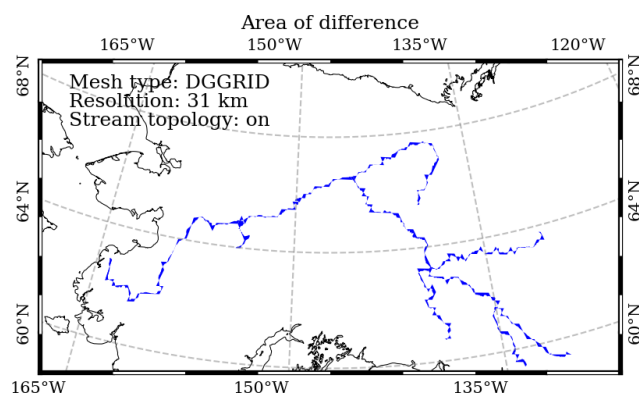 Area of difference
165°W 150°W 135°W 120°W
68°N 68°N
Mesh type: DGGRID
Resolution: 31 km
Stream topology: on
64°N 64°N
60°N 60°N
165°W 150°W 135°W